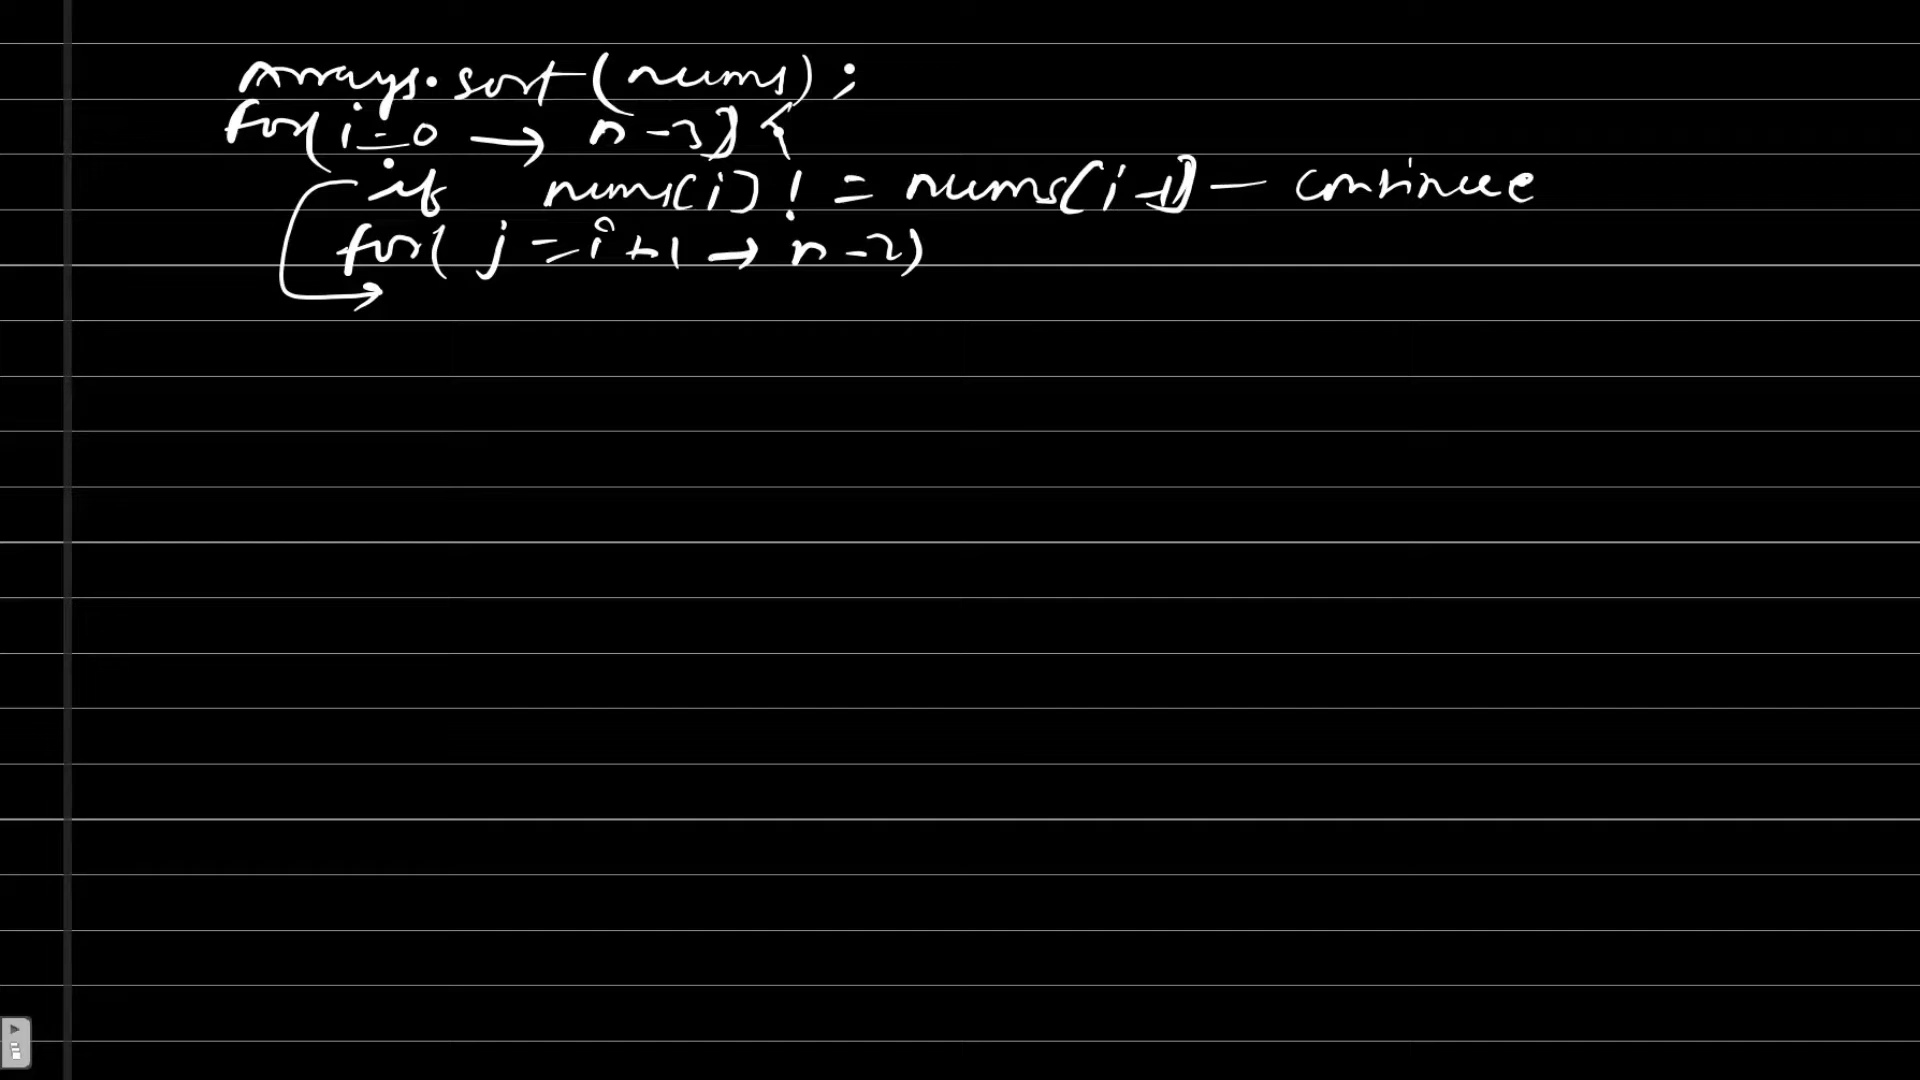 Arrays.sort(nums);
for(i=0 → n-3){
if nums[i] != nums[i-1] - continue
for( j = i+1 → n-2)